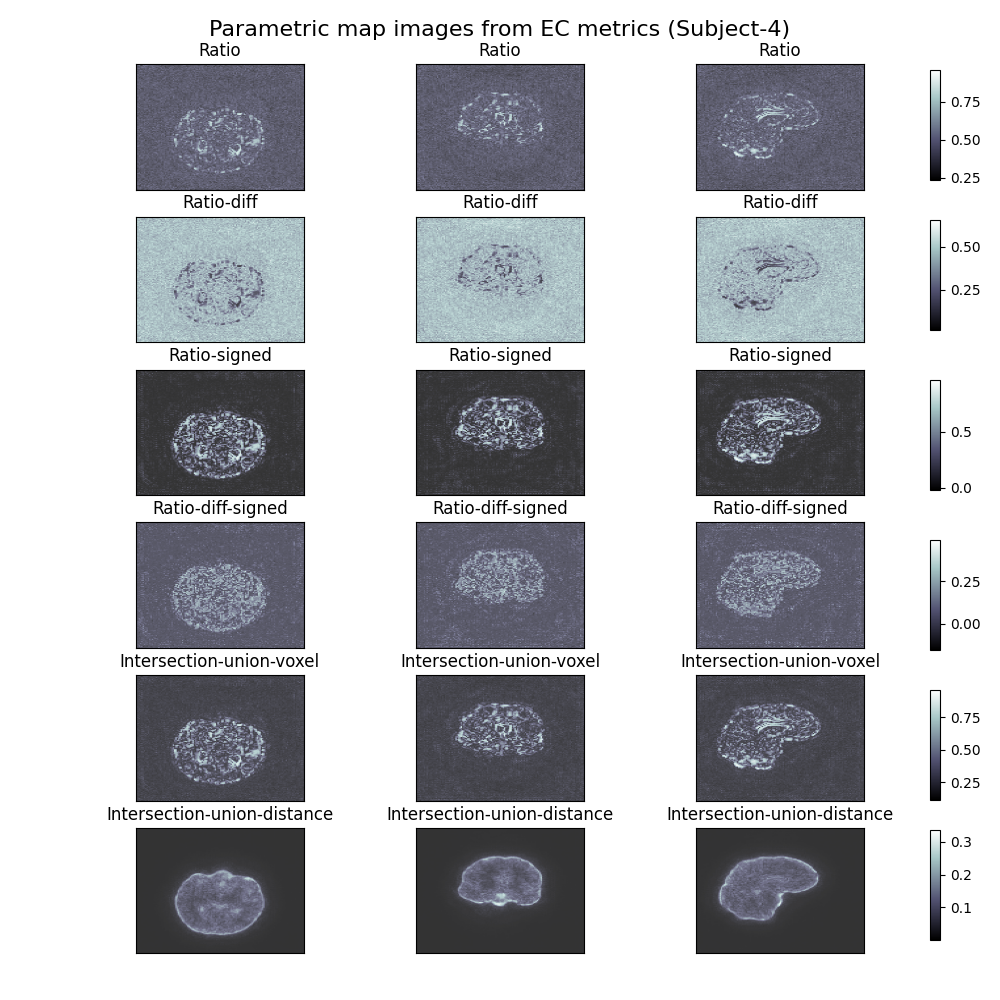 Parametric map images from EC metrics (Subject-4)
Ratio Ratio Ratio
0.75
0.50
0.25
Ratio-diff Ratio-diff Ratio-diff
0.50
0.25
Ratio-signed Ratio-signed Ratio-signed
0.5
0.0
Ratio-diff-signed Ratio-diff-signed Ratio-diff-signed
0.25
0.00
Intersection-union-voxel Intersection-union-voxel Intersection-union-voxel
0.75
0.50
0.25
Intersection-union-distance Intersection-union-distance Intersection-union-distance
0.3
0.2
0.1